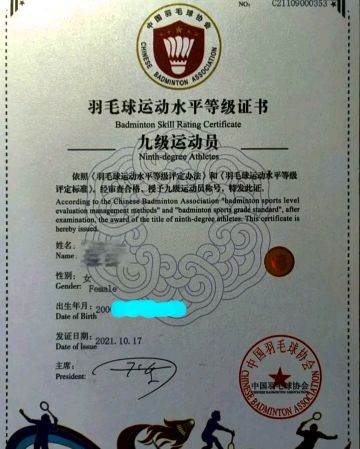 NO: C21109000353
中国羽毛球协会
CHINESE BADMINTON ASSOCIATION
羽毛球运动水平等级证书
Badminton Skill Rating Certificate
九级运动员
Ninth-degree Athletes
依照《羽毛球运动水平等级评定办法》和《羽毛球运动水平等级
评定标准》，经审查合格，授予九级运动员称号，特发此证。
According to the Chinese Badminton Association "badminton sports level
evaluation management methods" and "badminton sports grade standard", after
examination, the award of the title of ninth-degree athletes. This certificate is
hereby issued.
姓名:
Name:
性别: 女
Gender: Female
出生年月: 200
Date of Birth
发证日期: 2021.10.17
Date of Issue
主席:
President:
中国羽毛球协会
中国羽毛球协会
CHINESE BADMINTON ASSOCIATION